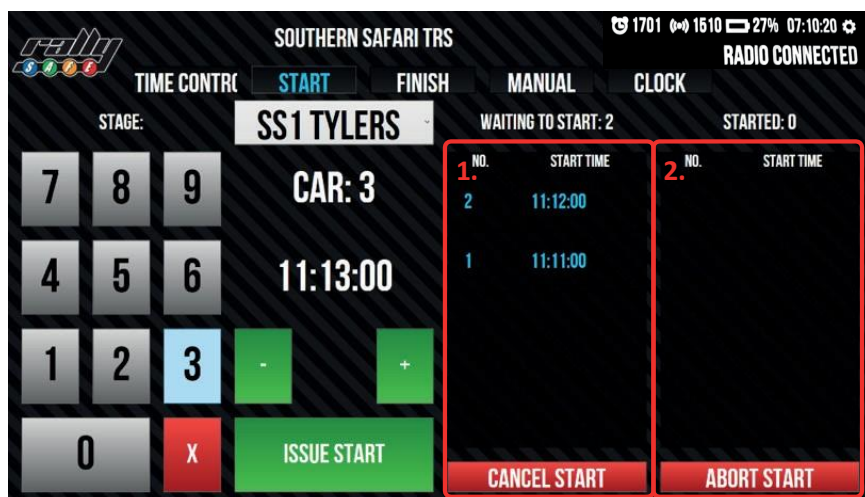 rally
SAFE
SOUTHERN SAFARI TRS
1701 1510 27% 07:10:20
RADIO CONNECTED
TIME CONTR(
START
FINISH
MANUAL
CLOCK
STAGE:
SS1 TYLERS
WAITING TO START: 2
STARTED: 0
7 8 9
4 5 6
1 2 3
0 X
CAR: 3
11:13:00
- +
ISSUE START
1.
NO. START TIME
2 11:12:00
1 11:11:00
CANCEL START
2.
NO. START TIME
ABORT START